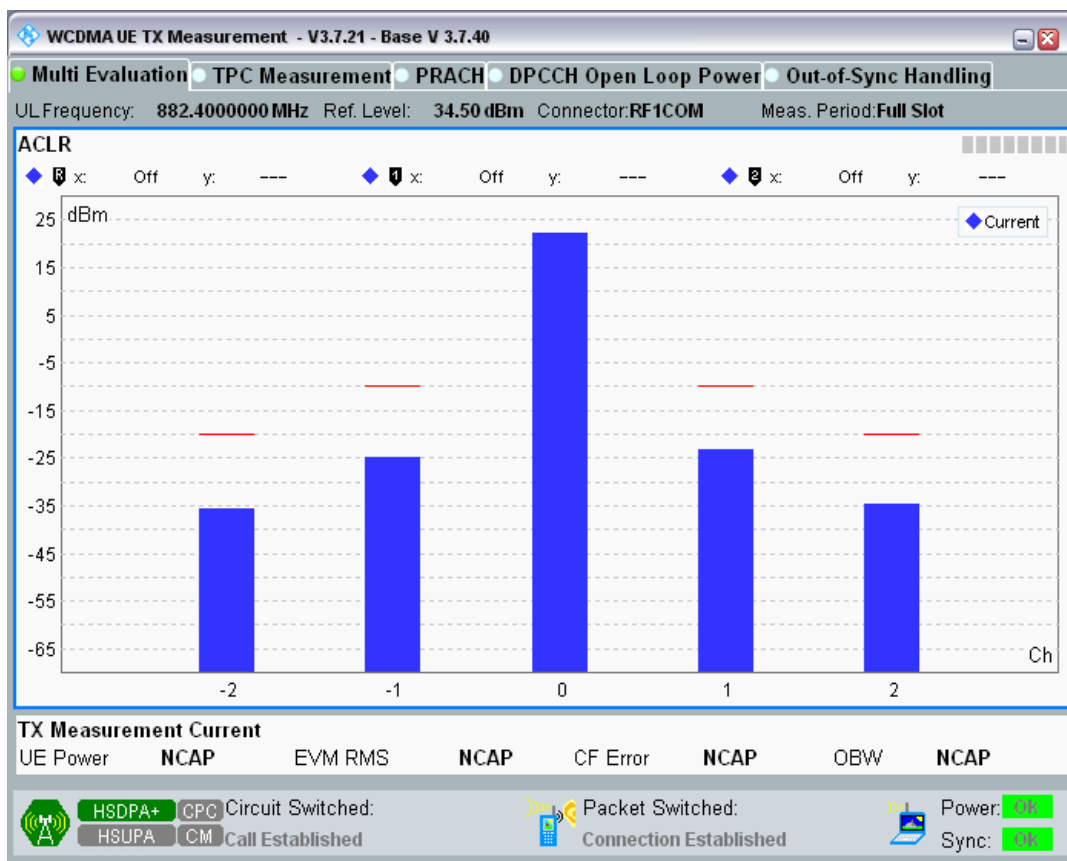 WCDMA UE TX Measurement - V3.7.21 - Base V 3.7.40
Multi Evaluation TPC Measurement PRACH DPCCH Open Loop Power Out-of-Sync Handling
UL Frequency: 882.4000000 MHz Ref. Level: 34.50 dBm Connector:RF1COM Meas. Period:Full Slot
ACLR
R x: Off y: --- 1 x: Off y: --- 2 x: Off y: ---
dBm
Current
25
15
5
-5
-15
-25
-35
-45
-55
-65
Ch
-2 -1 0 1 2
TX Measurement Current
UE Power NCAP EVM RMS NCAP CF Error NCAP OBW NCAP
HSDPA+ CPC Circuit Switched: Packet Switched: Power: Ok
HSUPA CM Call Established Connection Established Sync: Ok